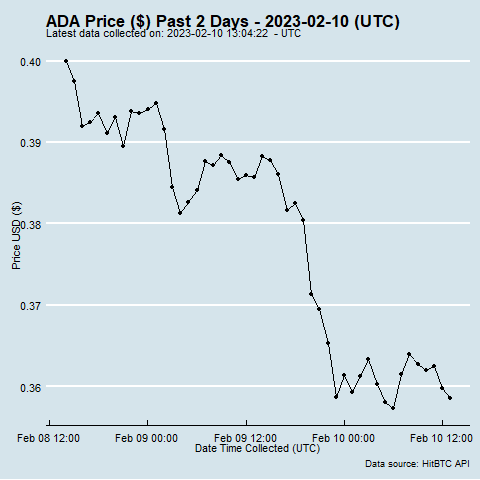 ADA Price ($) Past 2 Days - 2023-02-10 (UTC)
Latest data collected on: 2023-02-10 13:04:22 - UTC
0.40
0.39
0.38
0.37
0.36
Price USD ($)
Feb 08 12:00 Feb 09 00:00 Feb 09 12:00 Feb 10 00:00 Feb 10 12:00
Date Time Collected (UTC)
Data source: HitBTC API